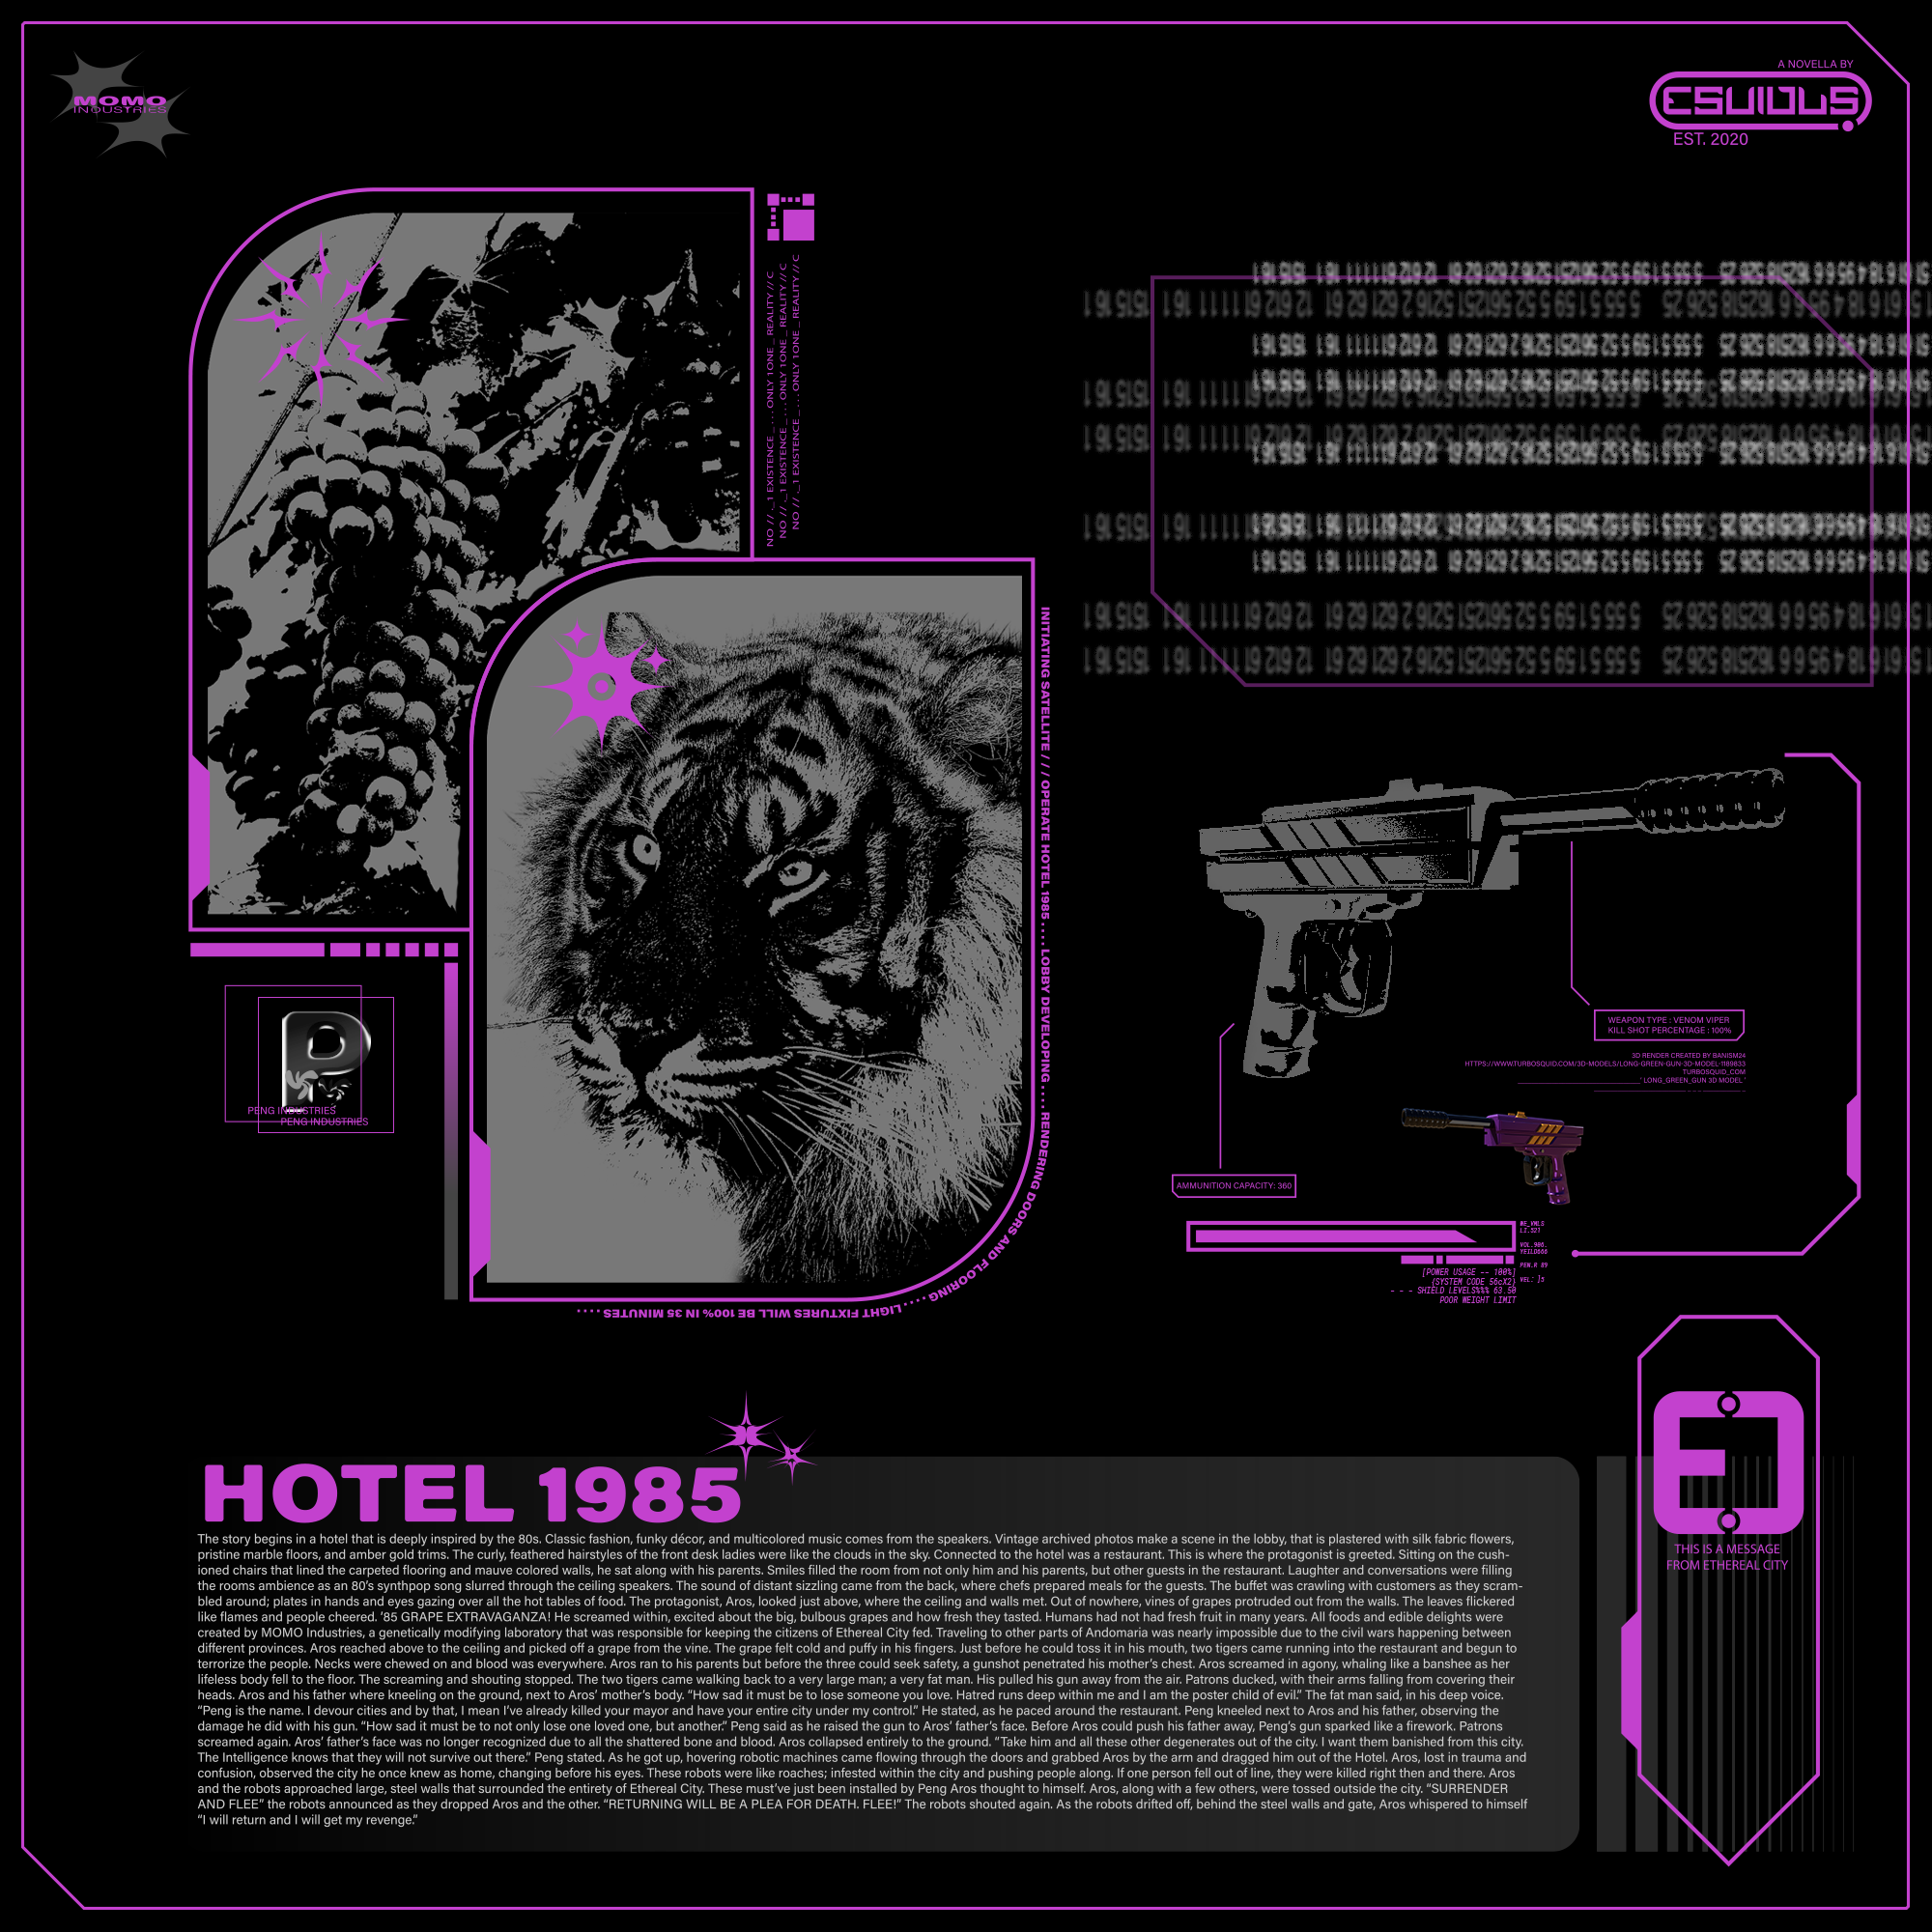 MOMO
INDUSTRIES
A NOVELLA BY
ESVIDLS
EST. 2020
NO // ._1 EXISTENCE _ . . . ONLY 1ONE _ REALITY // C
NO // ._1 EXISTENCE _ . . . ONLY 1ONE _ REALITY // C
NO // ._1 EXISTENCE _ . . . ONLY 1ONE _ REALITY // C
INITIATING SATELLITE / / / OPERATE HOTEL 1985 . . . . LOBBY DEVELOPING . . . . RENDERING DOORS AND FLOORING . . . . LIGHT FIXTURES WILL BE 100% IN 35 MINUTES . . . .
P
PENG INDUSTRIES
PENG INDUSTRIES
WEAPON TYPE : VENOM VIPER
KILL SHOT PERCENTAGE : 100%
3D RENDER CREATED BY BANISM24
HTTPS://WWW.TURBOSQUID.COM/3D-MODELS/LONG-GREEN-GUN-3D-MODEL-1189833
TURBOSQUID_COM
" LONG_GREEN_GUN 3D MODEL "
AMMUNITION CAPACITY: 360
WE_VMLS
LI.527
VOL.986.
YEILD666
PEN.R 89
VEL: ]5
[POWER USAGE -- 100%]
{SYSTEM CODE 56cX2}
- - - SHIELD LEVELS%%% 63.50
POOR WEIGHT LIMIT
HOTEL 1985
The story begins in a hotel that is deeply inspired by the 80s. Classic fashion, funky décor, and multicolored music comes from the speakers. Vintage archived photos make a scene in the lobby, that is plastered with silk fabric flowers,
pristine marble floors, and amber gold trims. The curly, feathered hairstyles of the front desk ladies were like the clouds in the sky. Connected to the hotel was a restaurant. This is where the protagonist is greeted. Sitting on the cush-
ioned chairs that lined the carpeted flooring and mauve colored walls, he sat along with his parents. Smiles filled the room from not only him and his parents, but other guests in the restaurant. Laughter and conversations were filling
the rooms ambience as an 80’s synthpop song slurred through the ceiling speakers. The sound of distant sizzling came from the back, where chefs prepared meals for the guests. The buffet was crawling with customers as they scram-
bled around; plates in hands and eyes gazing over all the hot tables of food. The protagonist, Aros, looked just above, where the ceiling and walls met. Out of nowhere, vines of grapes protruded out from the walls. The leaves flickered
like flames and people cheered. ’85 GRAPE EXTRAVAGANZA! He screamed within, excited about the big, bulbous grapes and how fresh they tasted. Humans had not had fresh fruit in many years. All foods and edible delights were
created by MOMO Industries, a genetically modifying laboratory that was responsible for keeping the citizens of Ethereal City fed. Traveling to other parts of Andomaria was nearly impossible due to the civil wars happening between
different provinces. Aros reached above to the ceiling and picked off a grape from the vine. The grape felt cold and puffy in his fingers. Just before he could toss it in his mouth, two tigers came running into the restaurant and begun to
terrorize the people. Necks were chewed on and blood was everywhere. Aros ran to his parents but before the three could seek safety, a gunshot penetrated his mother’s chest. Aros screamed in agony, whaling like a banshee as her
lifeless body fell to the floor. The screaming and shouting stopped. The two tigers came walking back to a very large man; a very fat man. His pulled his gun away from the air. Patrons ducked, with their arms falling from covering their
heads. Aros and his father where kneeling on the ground, next to Aros’ mother’s body. “How sad it must be to lose someone you love. Hatred runs deep within me and I am the poster child of evil.” The fat man said, in his deep voice.
“Peng is the name. I devour cities and by that, I mean I’ve already killed your mayor and have your entire city under my control.” He stated, as he paced around the restaurant. Peng kneeled next to Aros and his father, observing the
damage he did with his gun. “How sad it must be to not only lose one loved one, but another.” Peng said as he raised the gun to Aros’ father’s face. Before Aros could push his father away, Peng’s gun sparked like a firework. Patrons
screamed again. Aros’ father’s face was no longer recognized due to all the shattered bone and blood. Aros collapsed entirely to the ground. “Take him and all these other degenerates out of the city. I want them banished from this city.
The Intelligence knows that they will not survive out there.” Peng stated. As he got up, hovering robotic machines came flowing through the doors and grabbed Aros by the arm and dragged him out of the Hotel. Aros, lost in trauma and
confusion, observed the city he once knew as home, changing before his eyes. These robots were like roaches; infested within the city and pushing people along. If one person fell out of line, they were killed right then and there. Aros
and the robots approached large, steel walls that surrounded the entirety of Ethereal City. These must’ve just been installed by Peng Aros thought to himself. Aros, along with a few others, were tossed outside the city. “SURRENDER
AND FLEE” the robots announced as they dropped Aros and the other. “RETURNING WILL BE A PLEA FOR DEATH. FLEE!” The robots shouted again. As the robots drifted off, behind the steel walls and gate, Aros whispered to himself
“I will return and I will get my revenge.”
THIS IS A MESSAGE
FROM ETHEREAL CITY